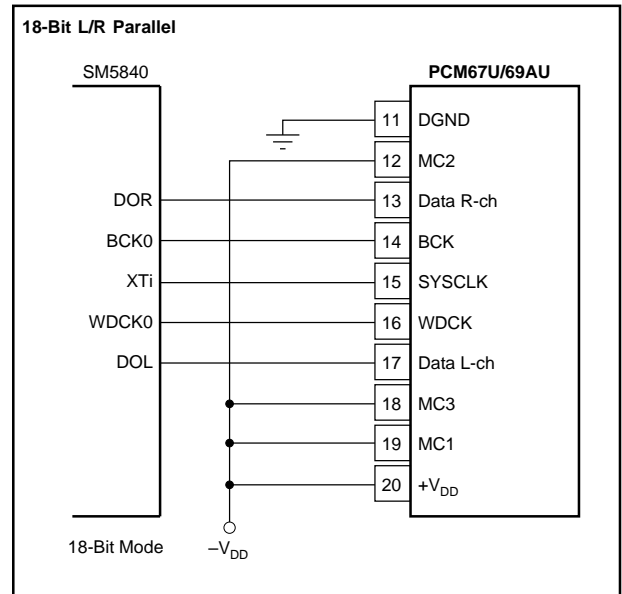 18-Bit L/R Parallel
SM5840
PCM67U/69AU
11 DGND
12 MC2
DOR 13 Data R-ch
BCK0 14 BCK
XTi 15 SYSCLK
WDCK0 16 WDCK
DOL 17 Data L-ch
18 MC3
19 MC1
20 +VDD
18-Bit Mode
–VDD